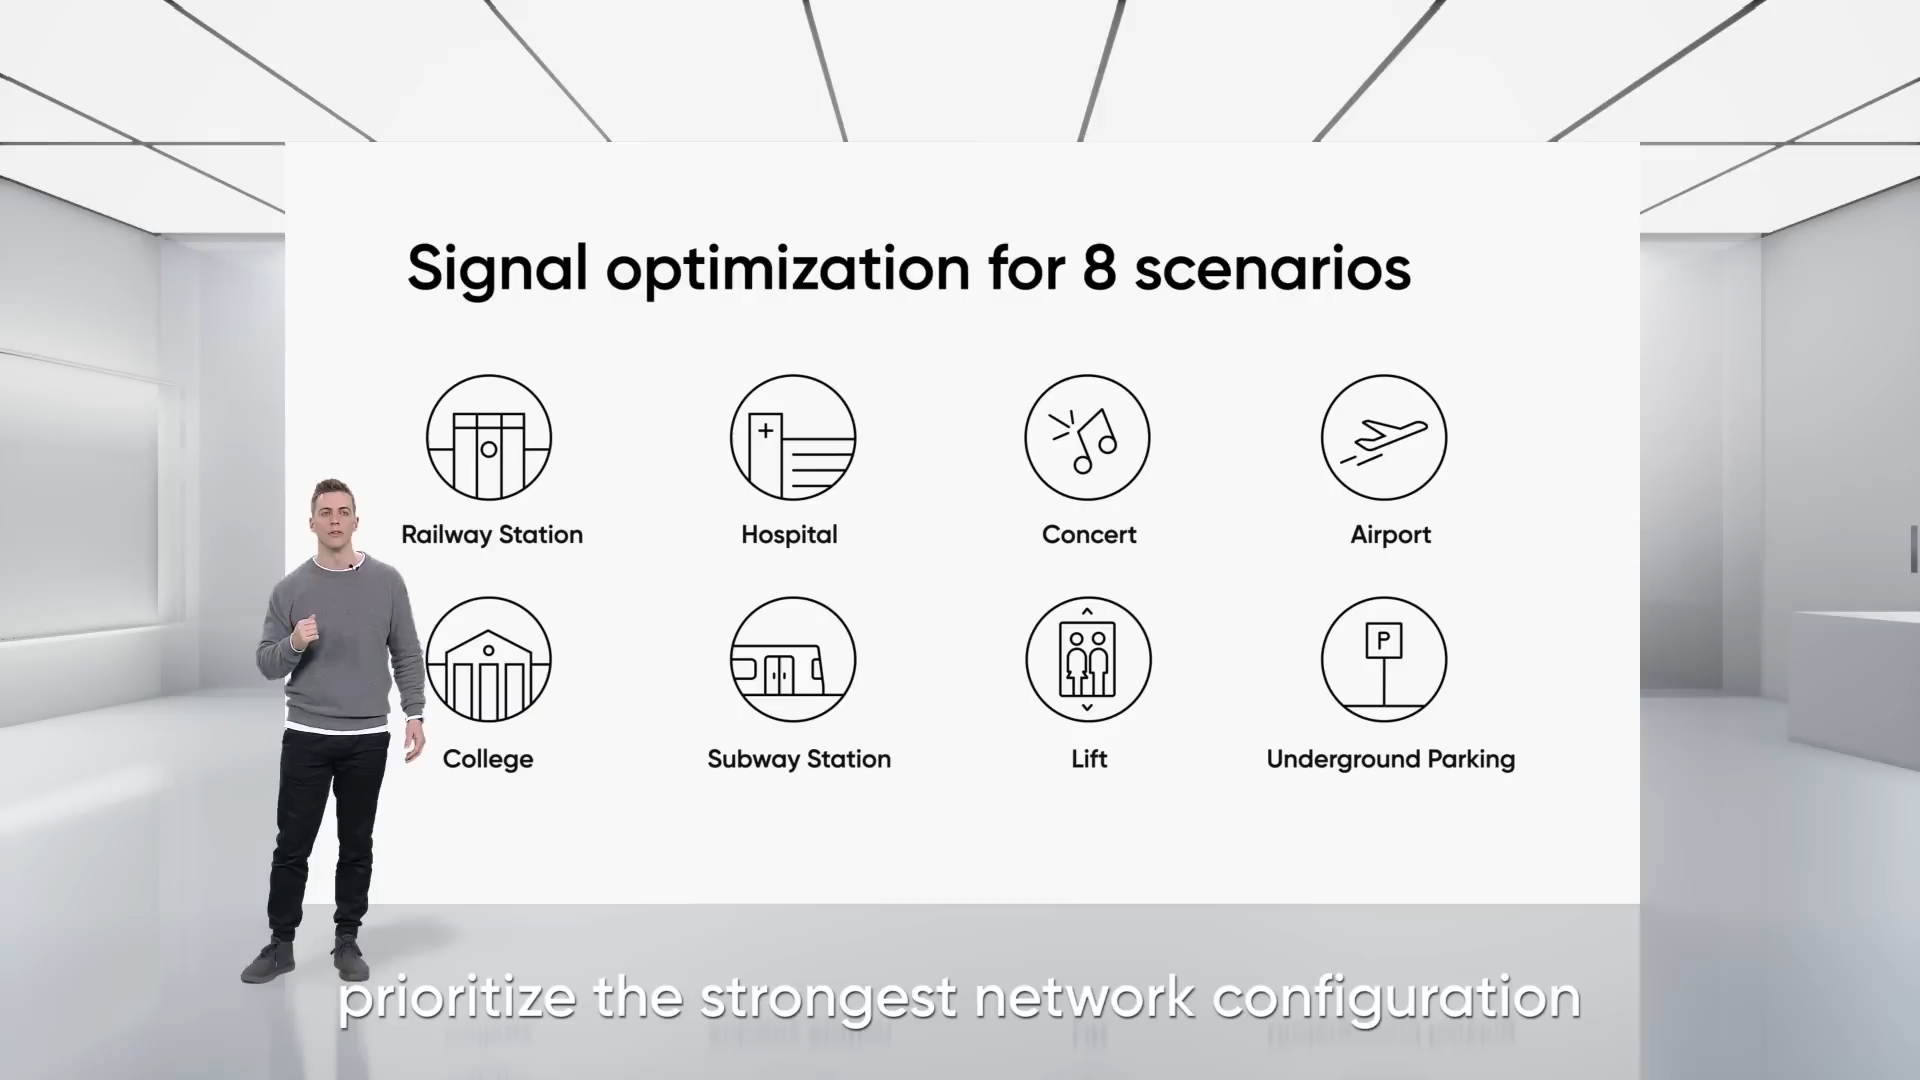 Signal optimization for 8 scenarios
Railway Station
Hospital
Concert
Airport
P
College
Subway Station
Lift
Underground Parking
prioritize the strongest network configuration